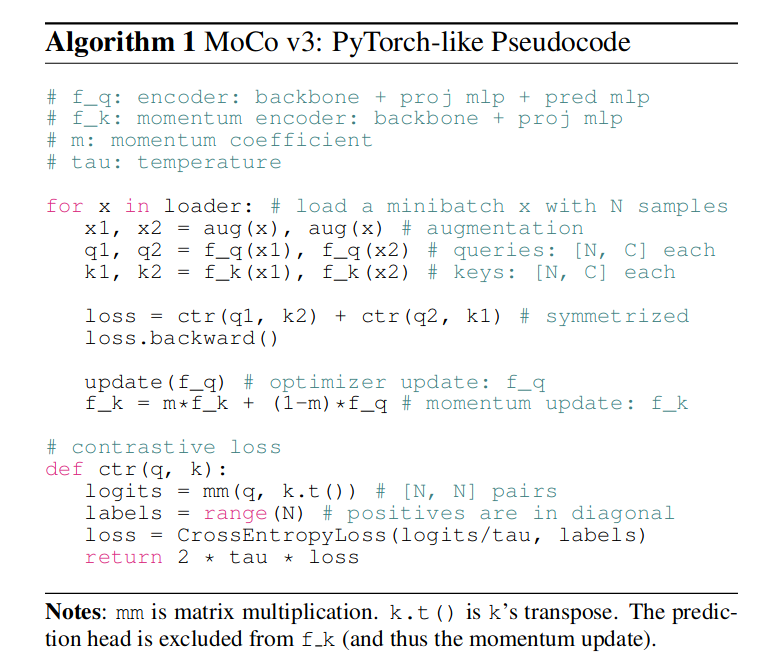 Algorithm 1 MoCo v3: PyTorch-like Pseudocode
# f_q: encoder: backbone + proj mlp + pred mlp
# f_k: momentum encoder: backbone + proj mlp
# m: momentum coefficient
# tau: temperature
for x in loader: # load a minibatch x with N samples
x1, x2 = aug(x), aug(x) # augmentation
q1, q2 = f_q(x1), f_q(x2) # queries: [N, C] each
k1, k2 = f_k(x1), f_k(x2) # keys: [N, C] each
loss = ctr(q1, k2) + ctr(q2, k1) # symmetrized
loss.backward()
update(f_q) # optimizer update: f_q
f_k = m*f_k + (1-m)*f_q # momentum update: f_k
# contrastive loss
def ctr(q, k):
logits = mm(q, k.t()) # [N, N] pairs
labels = range(N) # positives are in diagonal
loss = CrossEntropyLoss(logits/tau, labels)
return 2 * tau * loss
Notes: mm is matrix multiplication. k.t() is k's transpose. The predic-
tion head is excluded from f_k (and thus the momentum update).